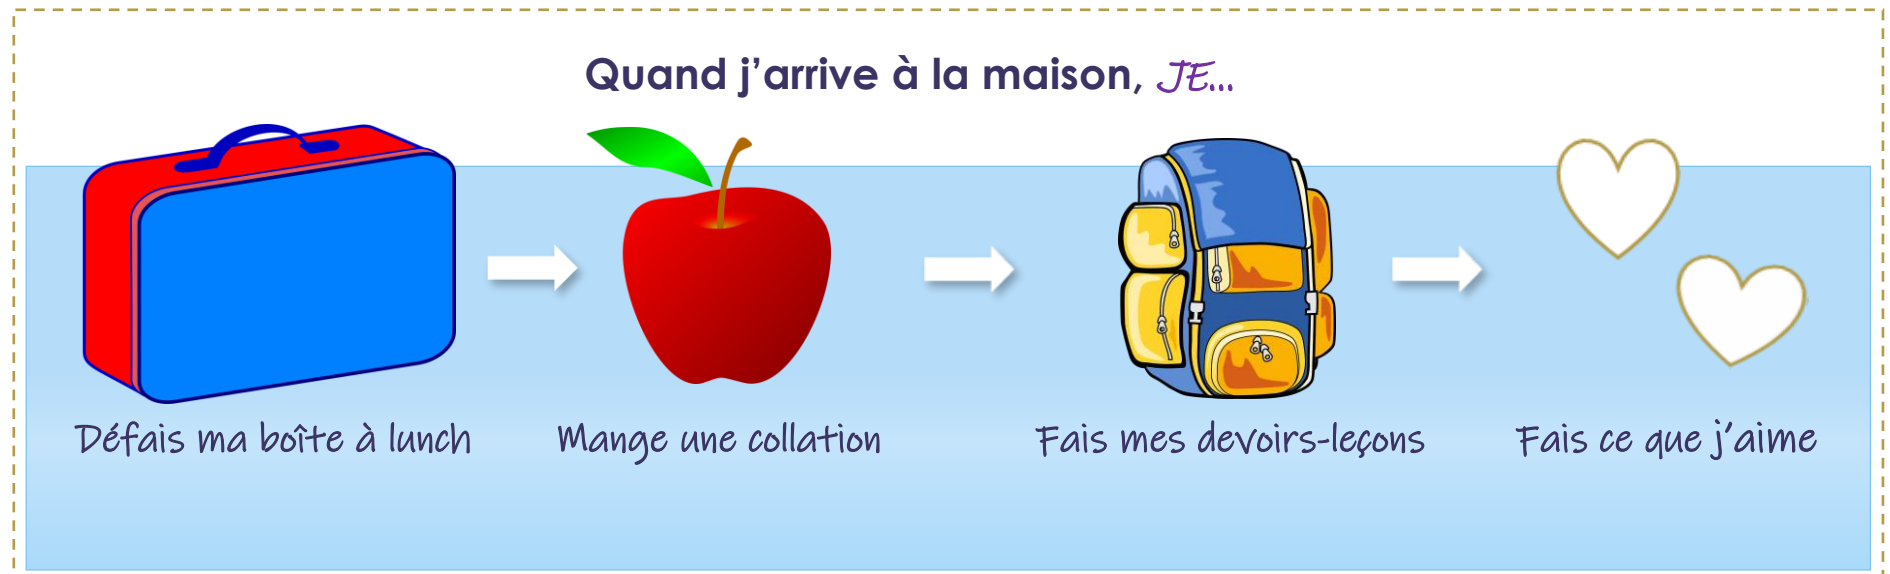 Quand j’arrive à la maison, JE...
Défais ma boîte à lunch
Mange une collation
Fais mes devoirs-leçons
Fais ce que j’aime